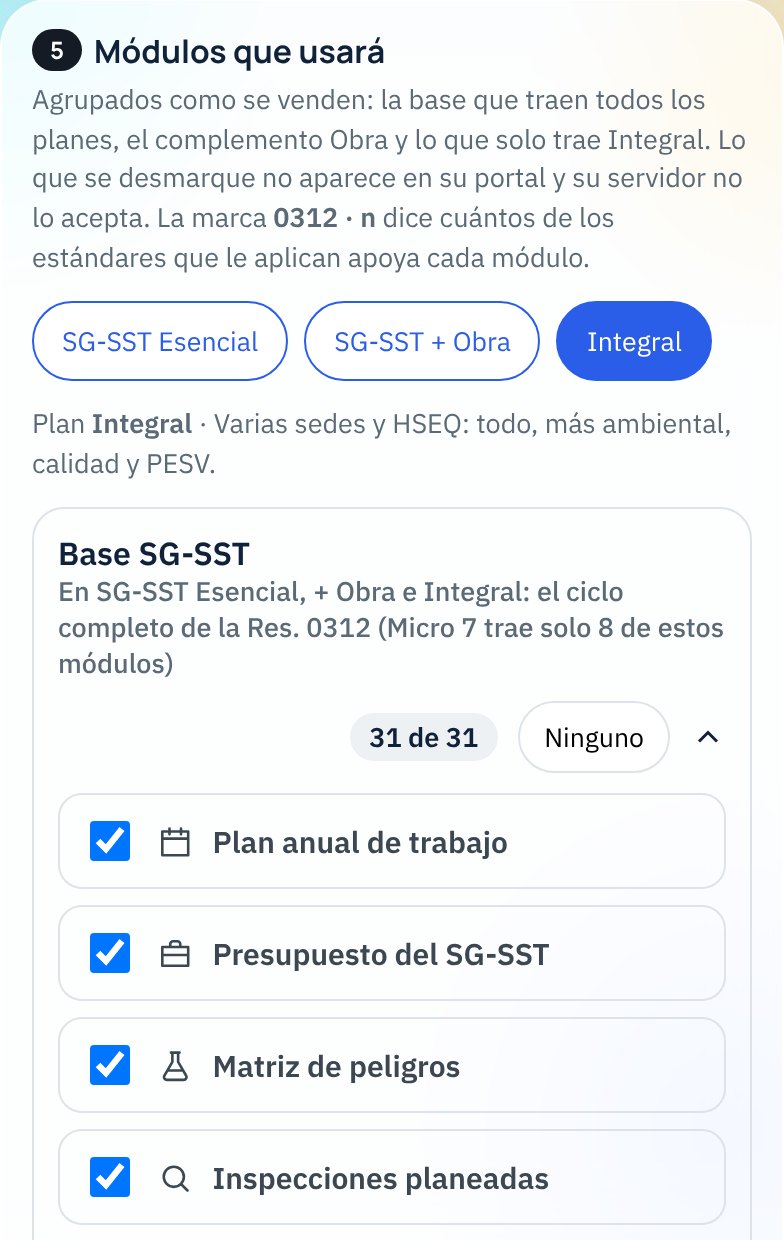 5 Módulos que usará
Agrupados como se venden: la base que traen todos los
planes, el complemento Obra y lo que solo trae Integral. Lo
que se desmarque no aparece en su portal y su servidor no
lo acepta. La marca 0312 · n dice cuántos de los
estándares que le aplican apoya cada módulo.
SG-SST Esencial SG-SST + Obra Integral
Plan Integral · Varias sedes y HSEQ: todo, más ambiental,
calidad y PESV.
Base SG-SST
En SG-SST Esencial, + Obra e Integral: el ciclo
completo de la Res. 0312 (Micro 7 trae solo 8 de estos
módulos)
31 de 31 Ninguno
Plan anual de trabajo
Presupuesto del SG-SST
Matriz de peligros
Inspecciones planeadas